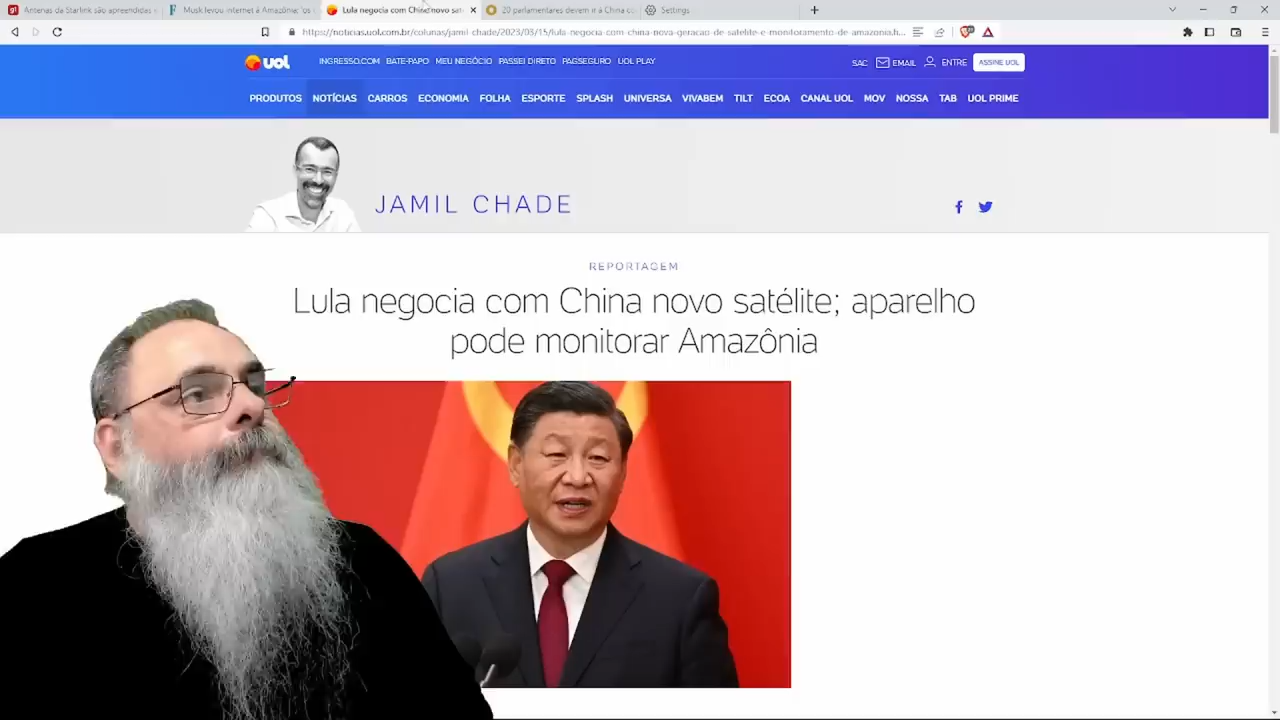 Antenas da Starlink são apreendidas
Musk levou internet à Amazônia; 'os
Lula negocia com China novo sat
20 parlamentares devem ir à China co
Settings
https://noticias.uol.com.br/colunas/jamil-chade/2023/03/15/lula-negocia-com-china-nova-geracao-de-satelite-e-monitoramento-de-amazonia.h...
UOL
INGRESSO.COM BATE-PAPO MEU NEGÓCIO PASSEI DIRETO PAGSEGURO UOL PLAY
SAC EMAIL ENTRE ASSINE UOL
PRODUTOS NOTÍCIAS CARROS ECONOMIA FOLHA ESPORTE SPLASH UNIVERSA VIVABEM TILT ECOA CANAL UOL MOV NOSSA TAB UOL PRIME
JAMIL CHADE
REPORTAGEM
Lula negocia com China novo satélite; aparelho
pode monitorar Amazônia